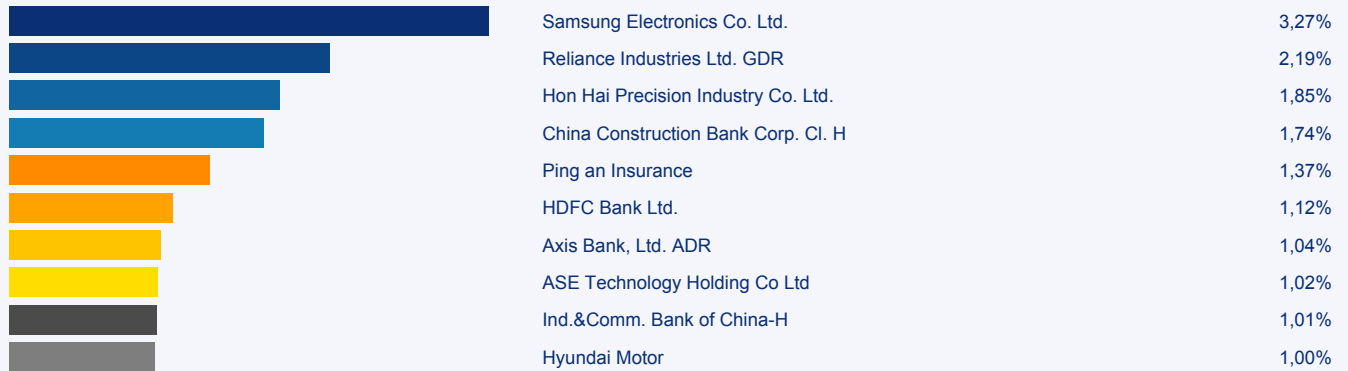 Samsung Electronics Co. Ltd. 3,27%
Reliance Industries Ltd. GDR 2,19%
Hon Hai Precision Industry Co. Ltd. 1,85%
China Construction Bank Corp. Cl. H 1,74%
Ping an Insurance 1,37%
HDFC Bank Ltd. 1,12%
Axis Bank, Ltd. ADR 1,04%
ASE Technology Holding Co Ltd 1,02%
Ind.&Comm. Bank of China-H 1,01%
Hyundai Motor 1,00%